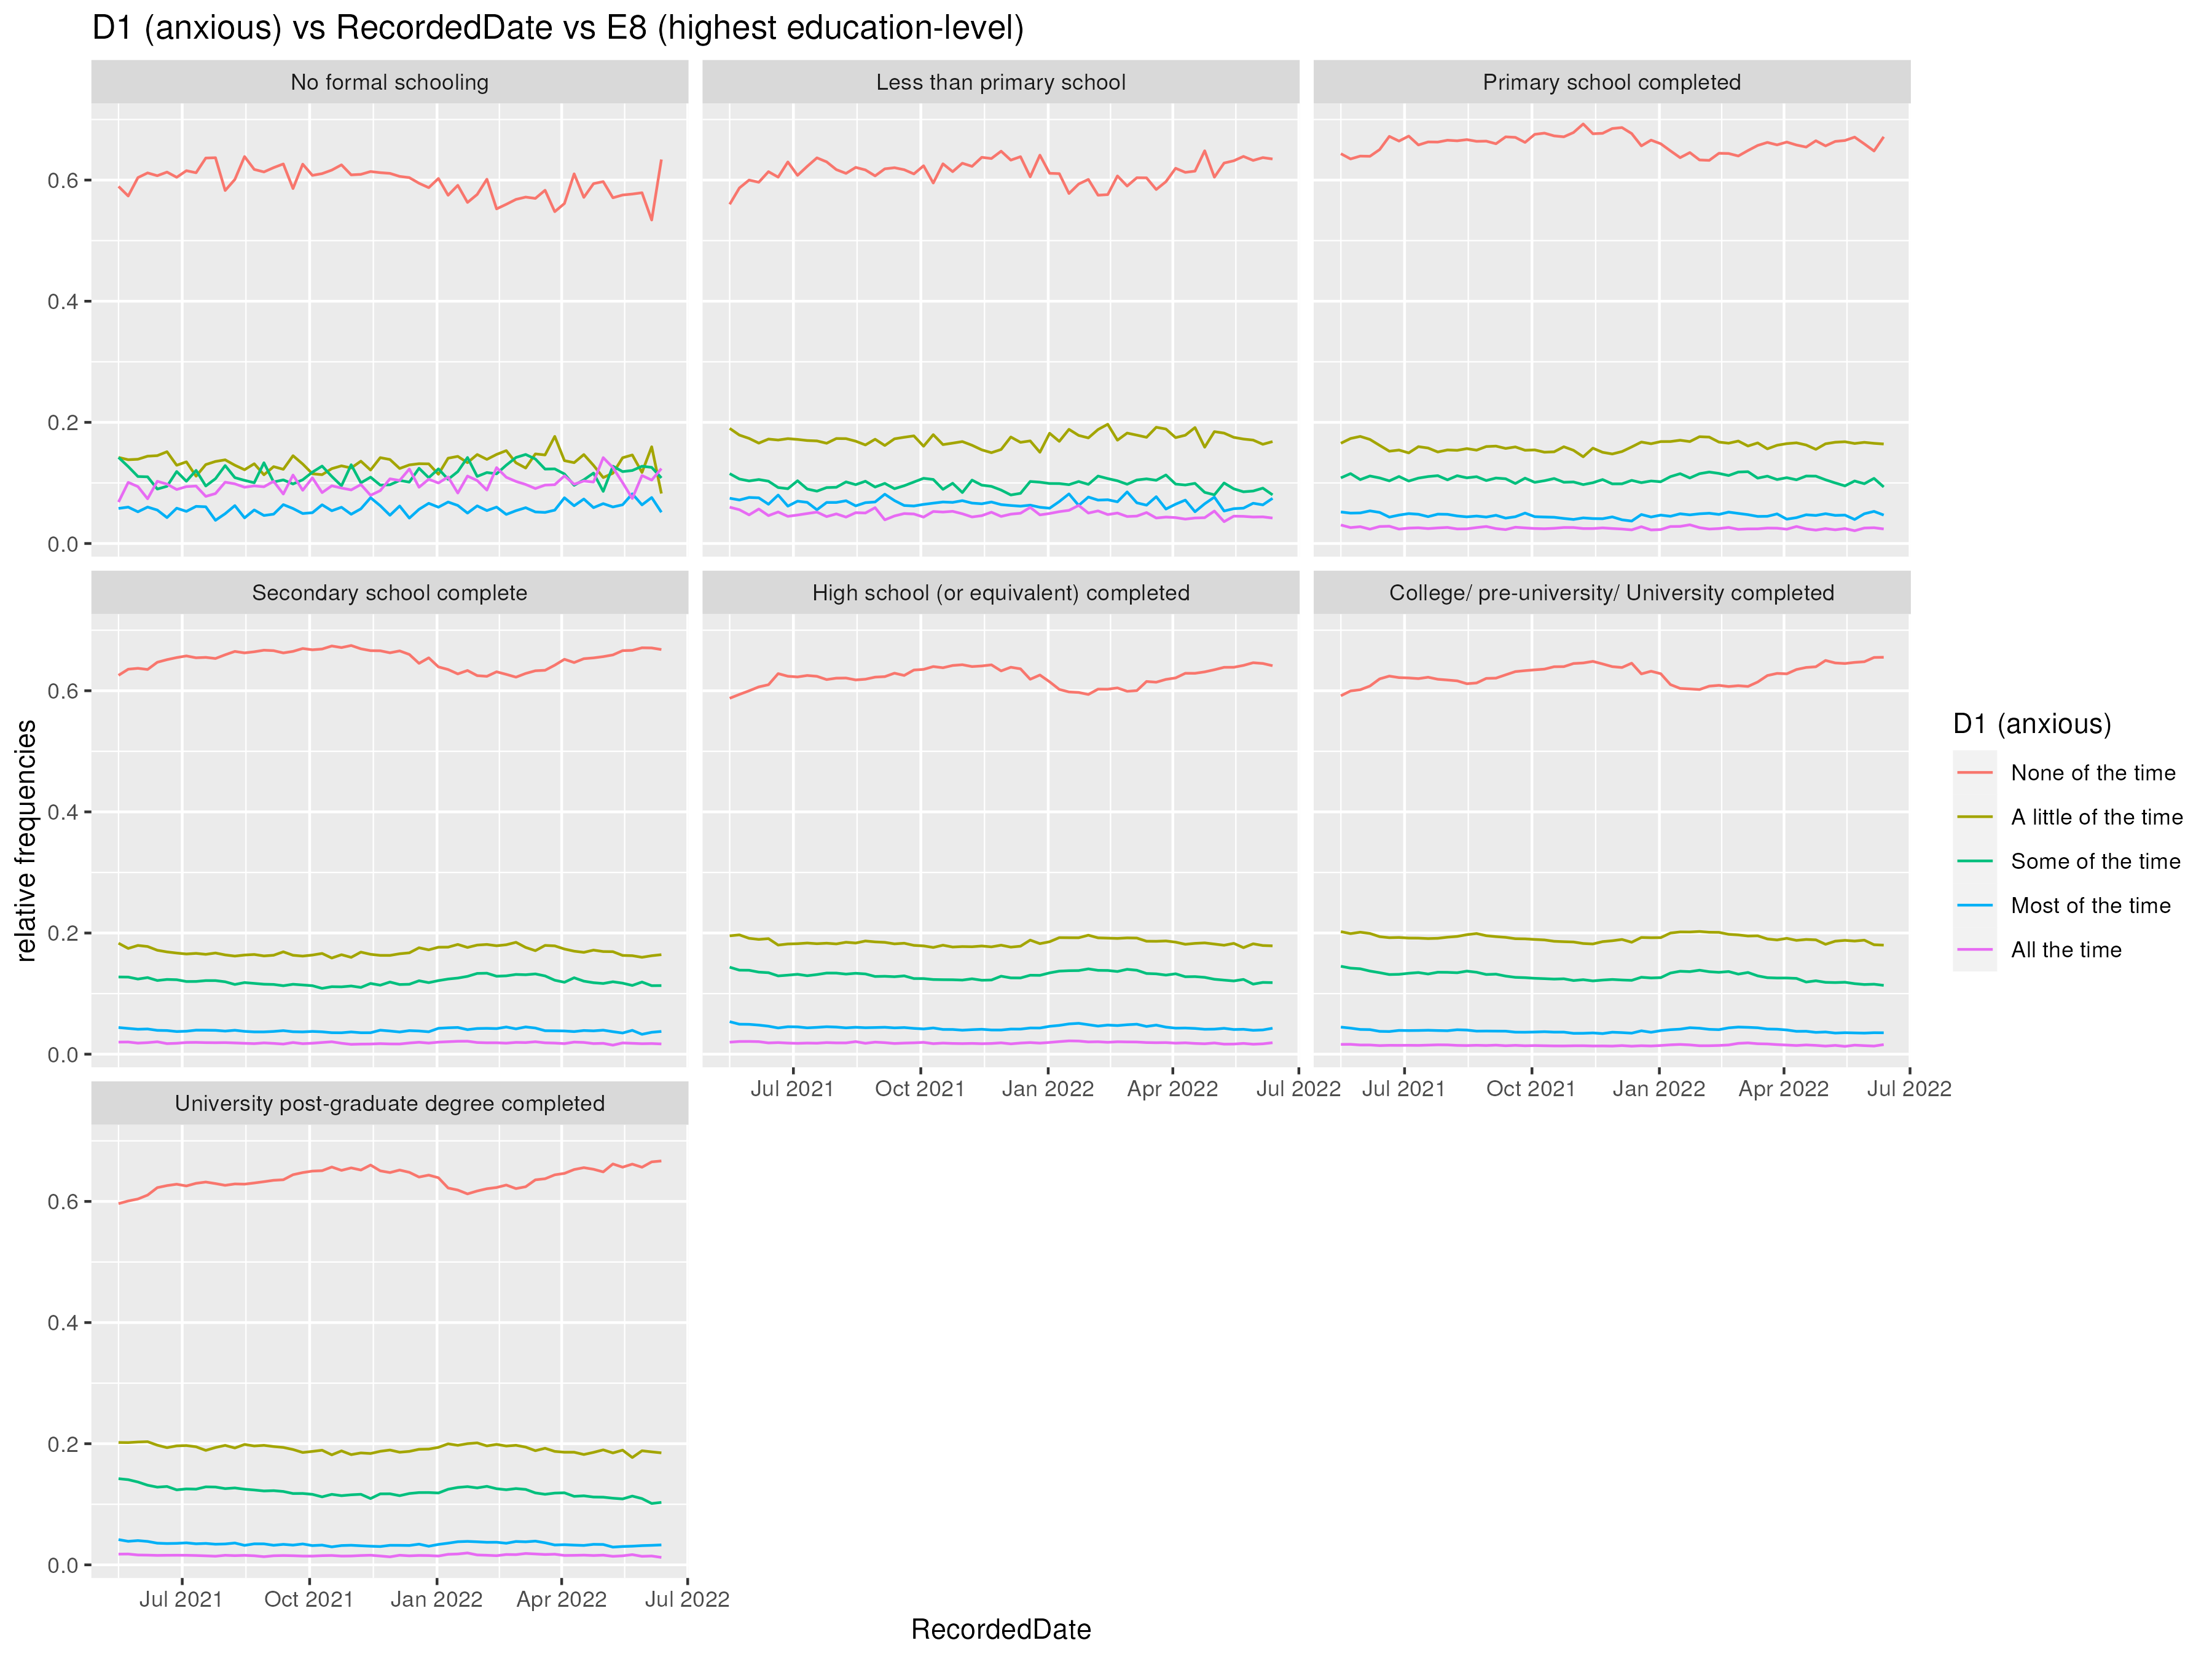 D1 (anxious) vs RecordedDate vs E8 (highest education-level)
No formal schooling
Less than primary school
Primary school completed
0.6
0.4
0.2
0.0
Secondary school complete
High school (or equivalent) completed
College/ pre-university/ University completed
0.6
0.4
0.2
0.0
Jul 2021 Oct 2021 Jan 2022 Apr 2022 Jul 2022
Jul 2021 Oct 2021 Jan 2022 Apr 2022 Jul 2022
University post-graduate degree completed
0.6
0.4
0.2
0.0
Jul 2021 Oct 2021 Jan 2022 Apr 2022 Jul 2022
relative frequencies
RecordedDate
D1 (anxious)
None of the time
A little of the time
Some of the time
Most of the time
All the time